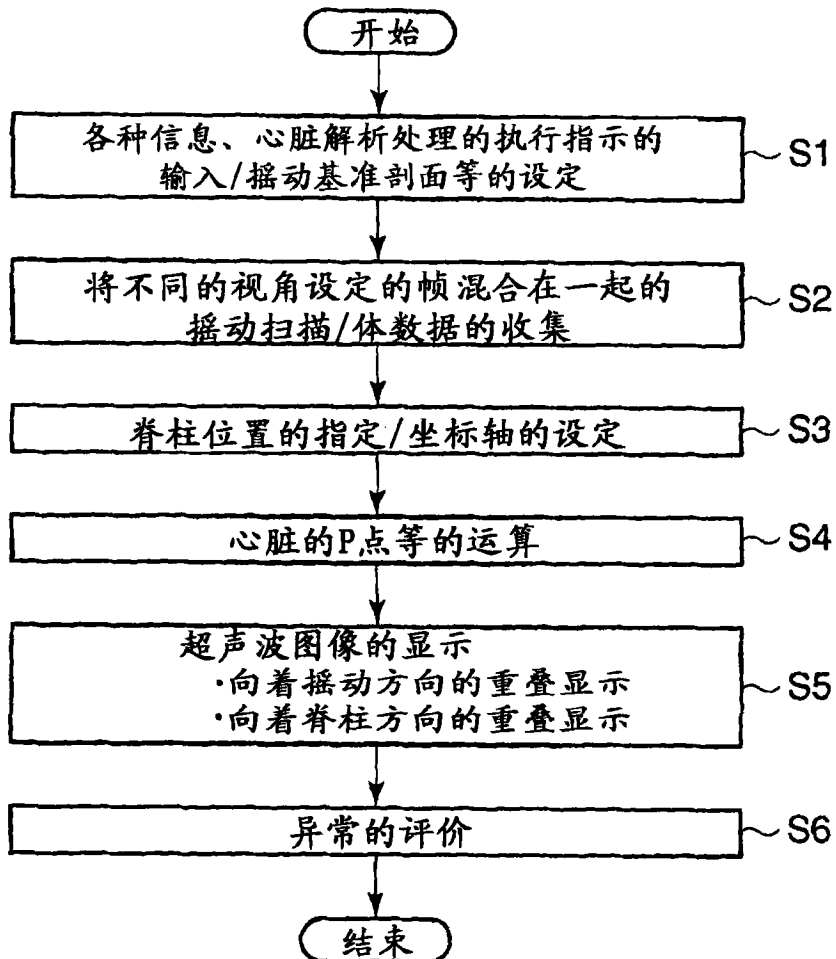 开始
各种信息、心脏解析处理的执行指示的
输入/摇动基准剖面等的设定
S1
将不同的视角设定的帧混合在一起的
摇动扫描/体数据的收集
S2
脊柱位置的指定/坐标轴的设定
S3
心脏的P点等的运算
S4
超声波图像的显示
·向着摇动方向的重叠显示
·向着脊柱方向的重叠显示
S5
异常的评价
S6
结束